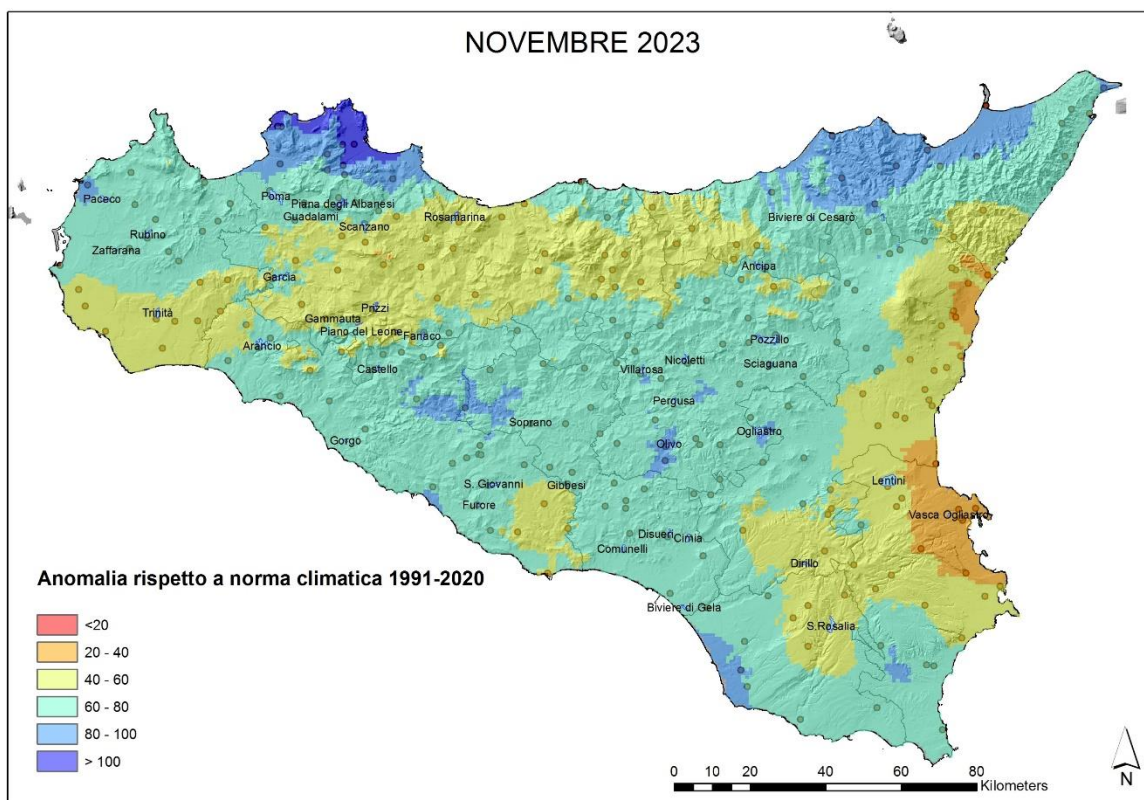 NOVEMBRE 2023
Paceco
Poma
Piana degli Albanesi
Guadalami
Scanzano
Rosamarina
Biviere di Cesarò
Rubino
Zaffarana
Garcia
Ancipa
Trinità
Prizzi
Gammauta
Piano del Leone
Fanaco
Arancio
Castello
Pozzillo
Nicoletti
Villarosa
Sciaguana
Pergusa
Soprano
Ogliastro
Gorgo
Olivo
S. Giovanni
Gibbesi
Lentini
Furore
Vasca Ogliastro
Disueri
Cimia
Comunelli
Dirillo
Biviere di Gela
S.Rosalia
Anomalia rispetto a norma climatica 1991-2020
<20
20 - 40
40 - 60
60 - 80
80 - 100
> 100
0 5 10 20 40 60 80
Kilometers
N